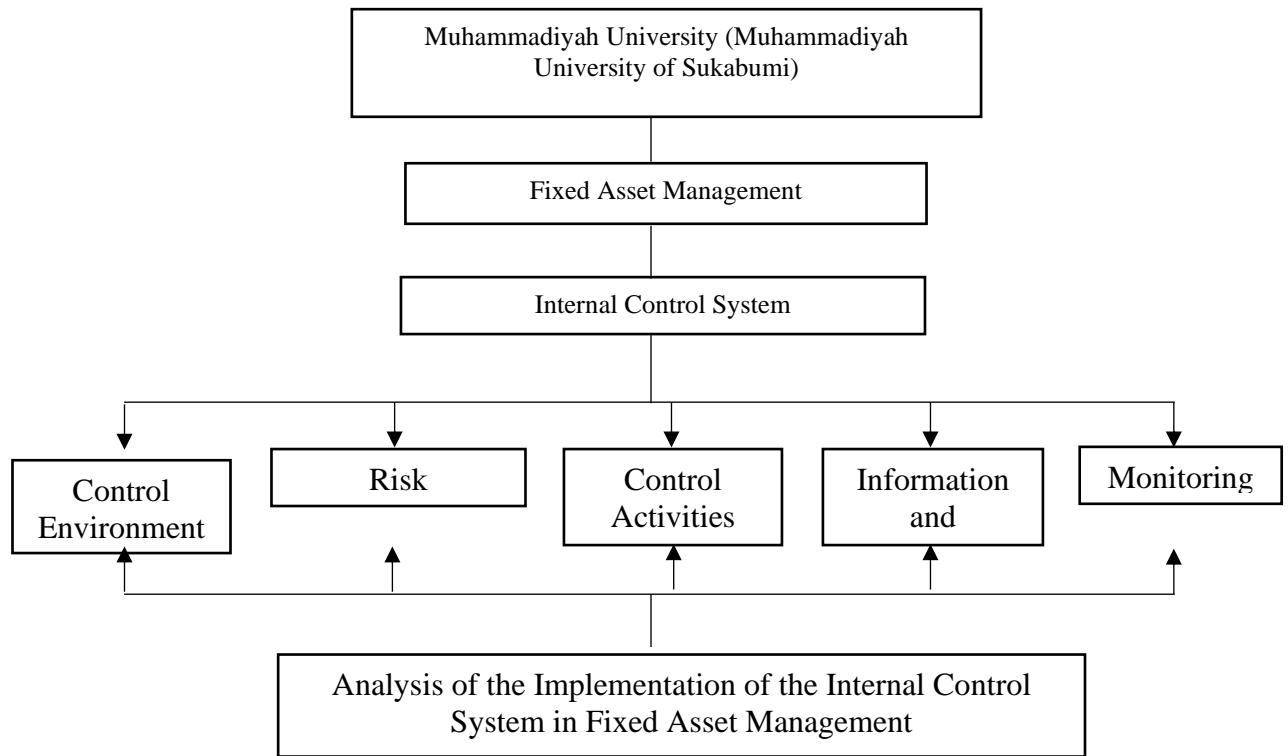 Muhammadiyah University (Muhammadiyah
University of Sukabumi)
Fixed Asset Management
Internal Control System
Control
Environment
Risk
Control
Activities
Information
and
Monitoring
Analysis of the Implementation of the Internal Control
System in Fixed Asset Management